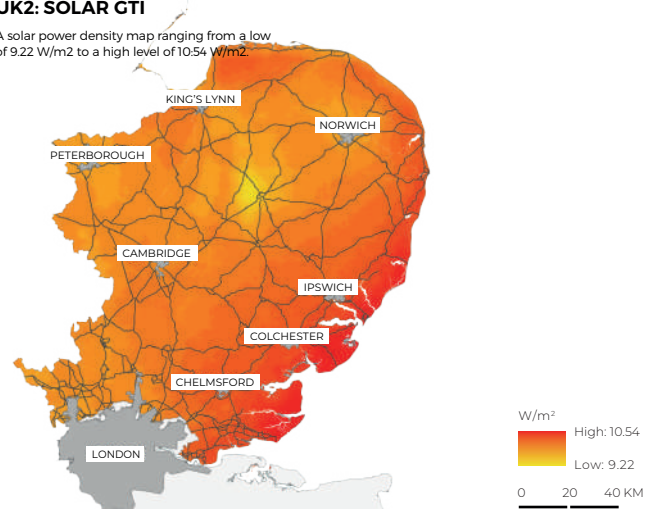 UK2: SOLAR GTI
A solar power density map ranging from a low
of 9.22 W/m2 to a high level of 10:54 W/m2.
KING'S LYNN
NORWICH
PETERBOROUGH
CAMBRIDGE
IPSWICH
COLCHESTER
CHELMSFORD
LONDON
W/m²
High: 10.54
Low: 9.22
0 20 40 KM